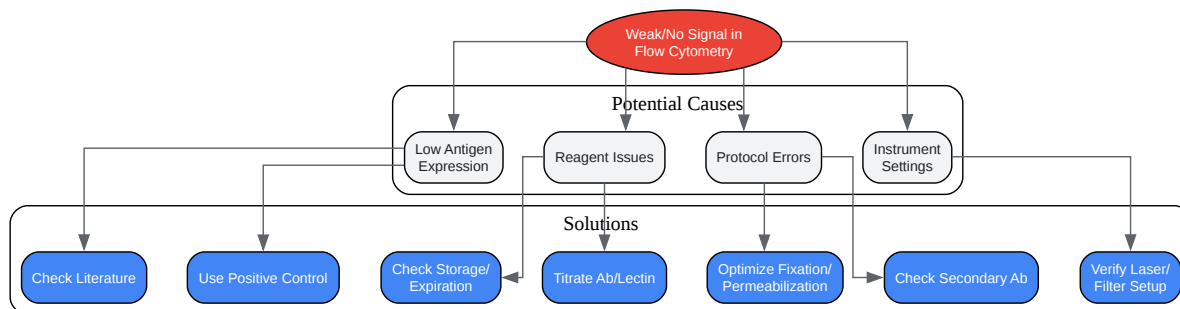 Weak/No Signal in
Flow Cytometry
Potential Causes
Low Antigen
Expression
Reagent Issues
Protocol Errors
Instrument
Settings
Solutions
Check Literature
Use Positive Control
Check Storage/
Expiration
Titrate Ab/Lectin
Optimize Fixation/
Permeabilization
Check Secondary Ab
Verify Laser/
Filter Setup